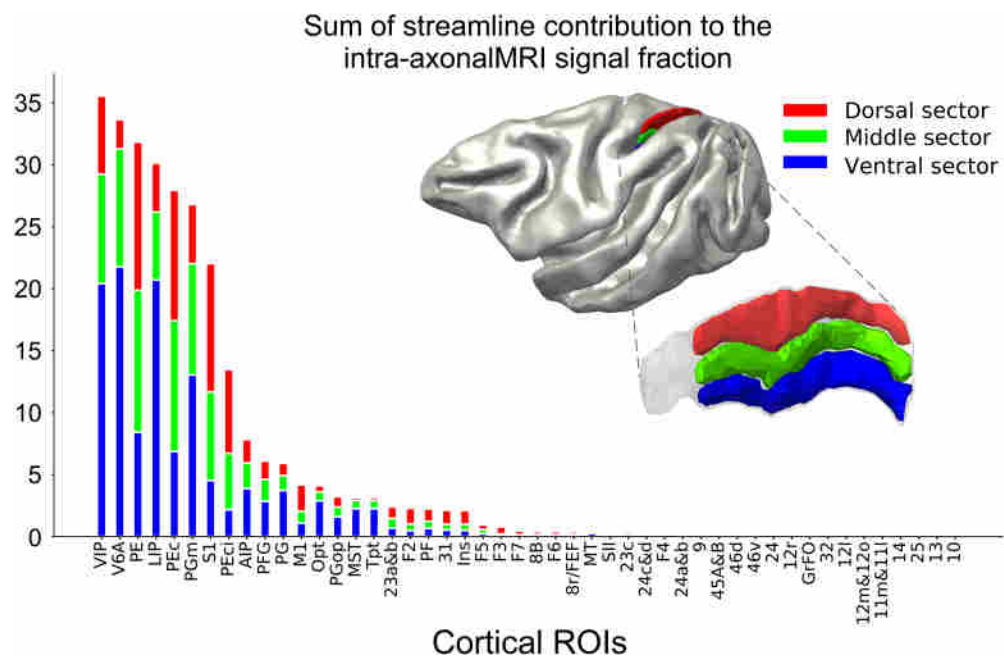 Sum of streamline contribution to the
intra-axonalMRI signal fraction
Dorsal sector
Middle sector
Ventral sector
35
30
25
20
15
10
5
0
VIP
V6A
PE
LIP
PEc
PGm
S1
PEci
AIP
PFG
PG
M1
Opt
PGop
MST
Tpt
23a&b
F2
PF
31
Ins
F5
F3
F7
8B
F6
8r/FEF
MT
SII
23c
24c&d
F4
24a&b
9
45A&B
46d
46v
24
12r
GrFO
32
12l
12m&12o
11m&11l
14
25
13
10
Cortical ROIs